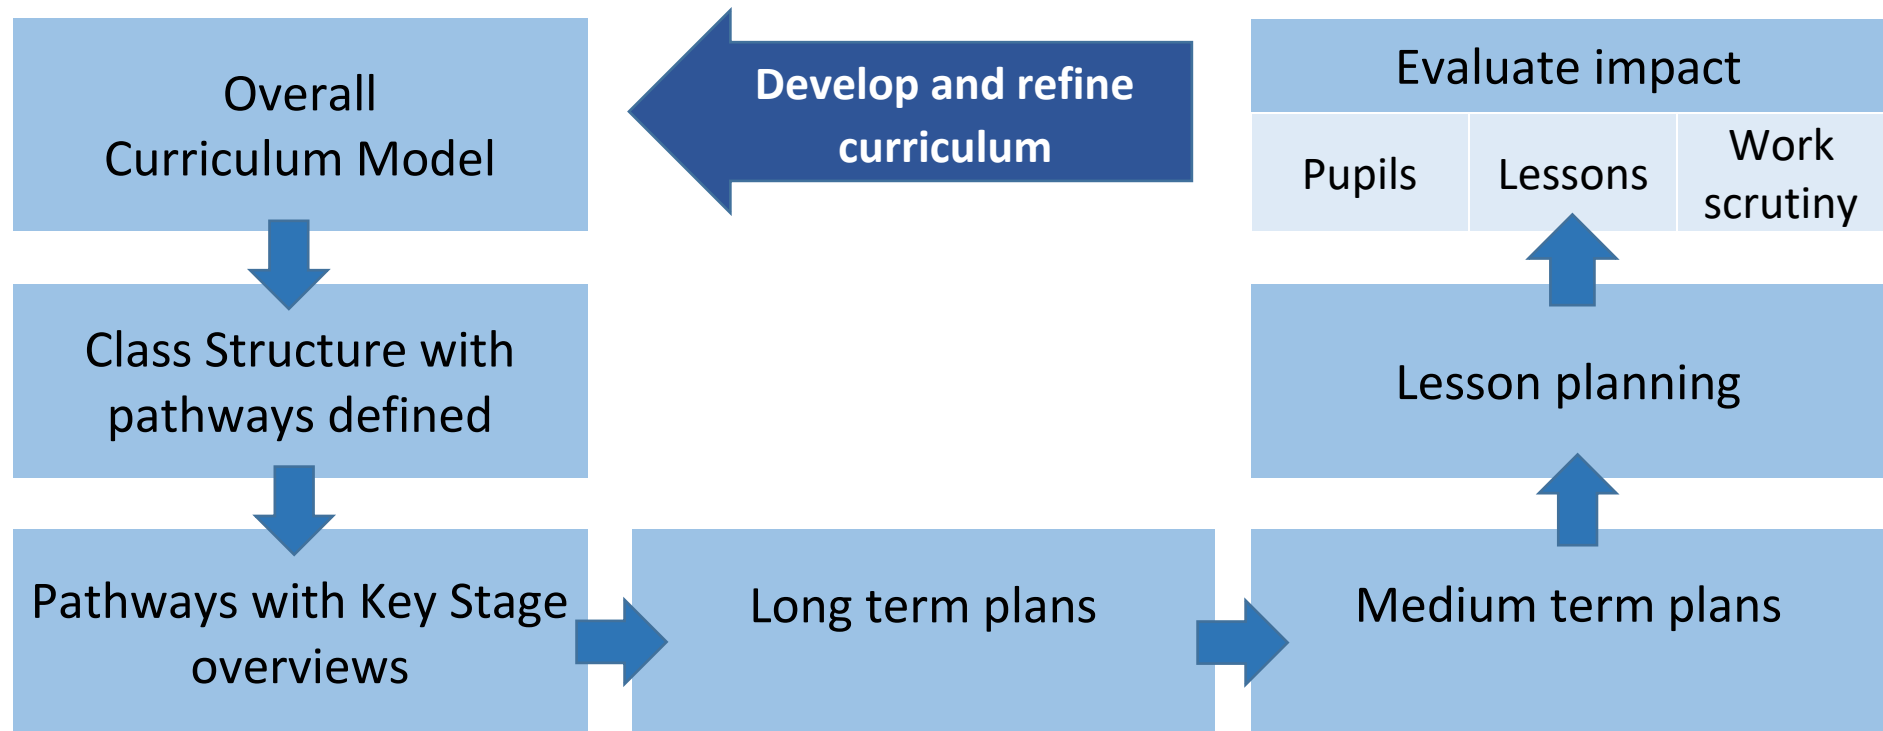 Overall
Curriculum Model
Develop and refine
curriculum
Evaluate impact
Pupils
Lessons
Work
scrutiny
Class Structure with
pathways defined
Lesson planning
Pathways with Key Stage
overviews
Long term plans
Medium term plans